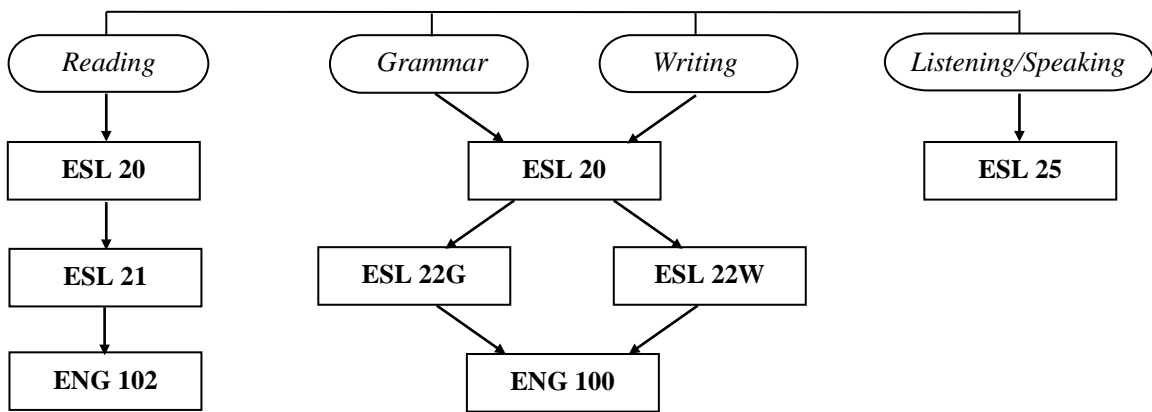 Reading
Grammar
Writing
Listening/Speaking
ESL 20
ESL 20
ESL 25
ESL 21
ESL 22G
ESL 22W
ENG 102
ENG 100